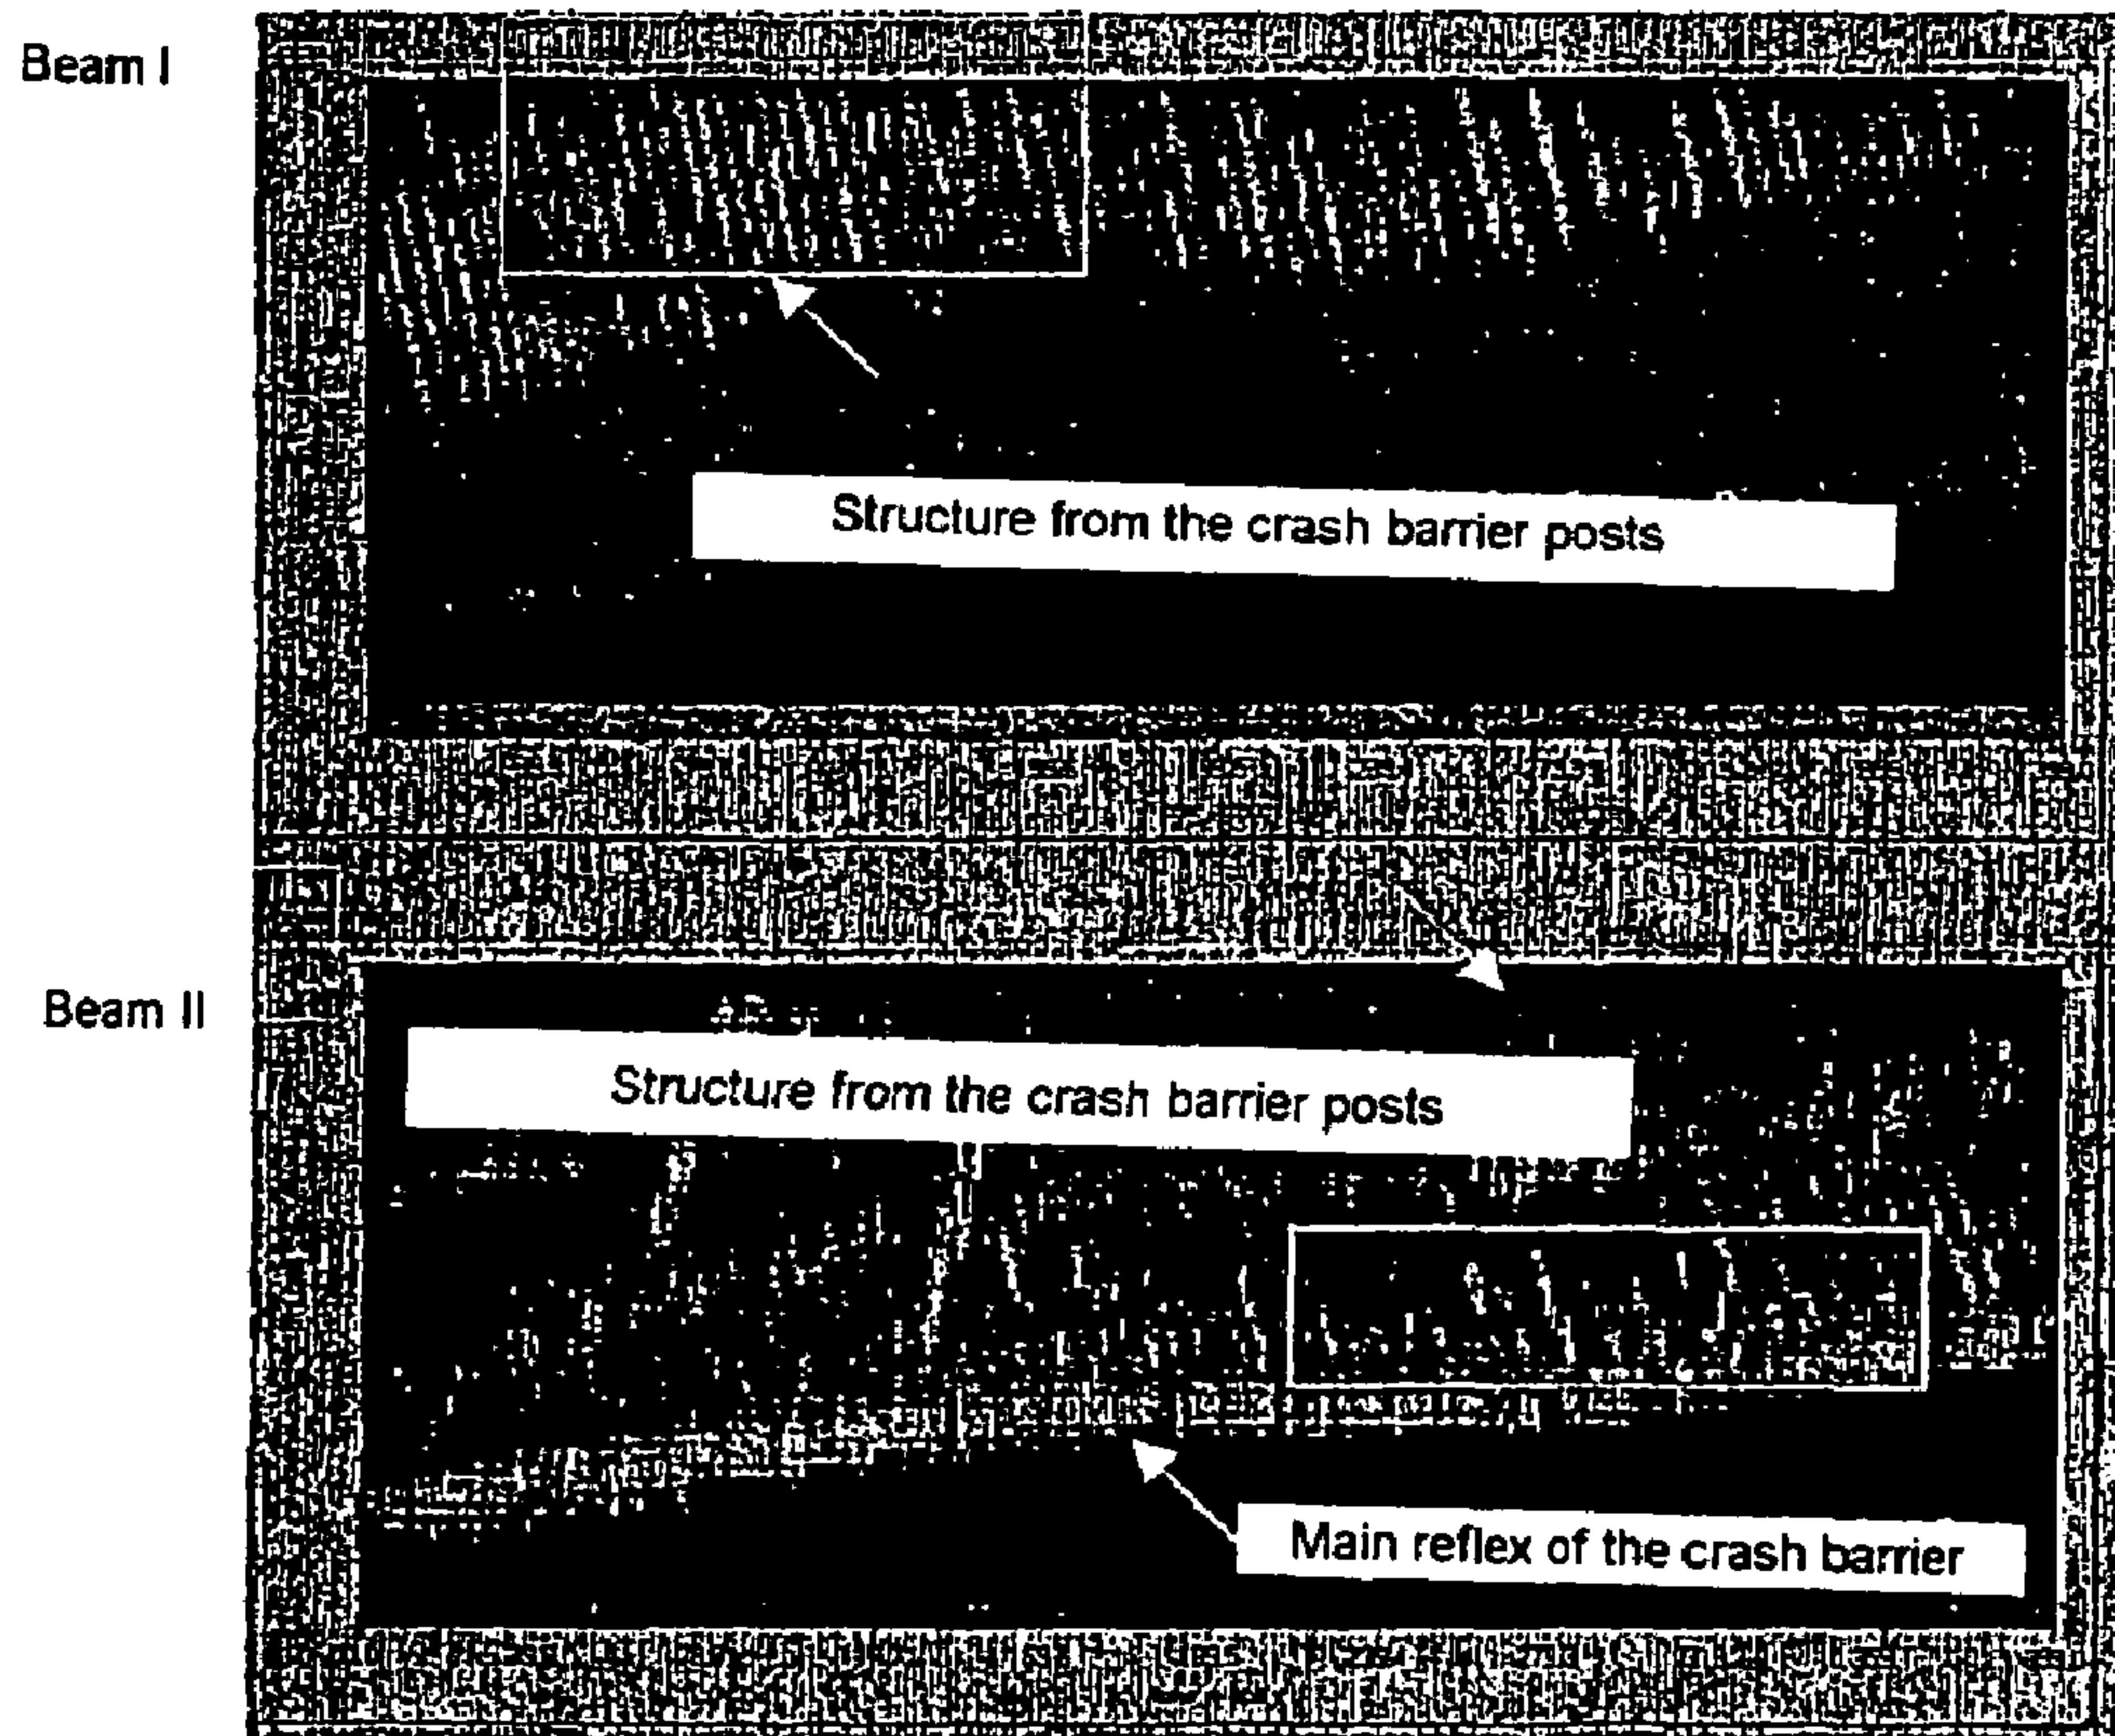 Beam I
Structure from the crash barrier posts
Beam II
Structure from the crash barrier posts
Main reflex of the crash barrier